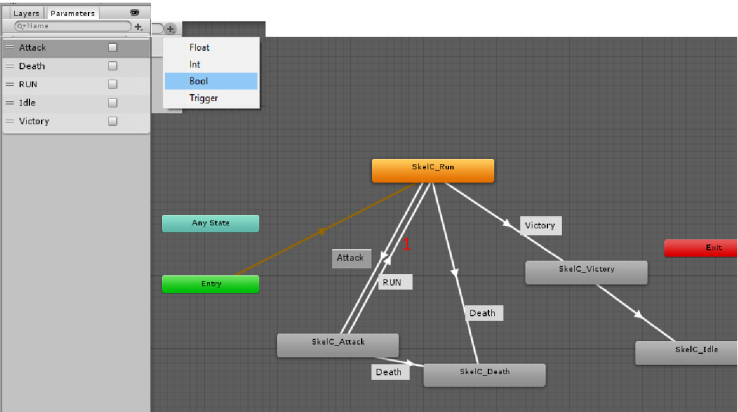 Layers Parameters
Name
Attack
Death
RUN
Idle
Victory
Float
Int
Bool
Trigger
SkelC_Run
Any State
Victory
Exit
Attack
1
SkelC_Victory
RUN
Entry
Death
SkelC_Attack
SkelC_Idle
Death
SkelC_Death